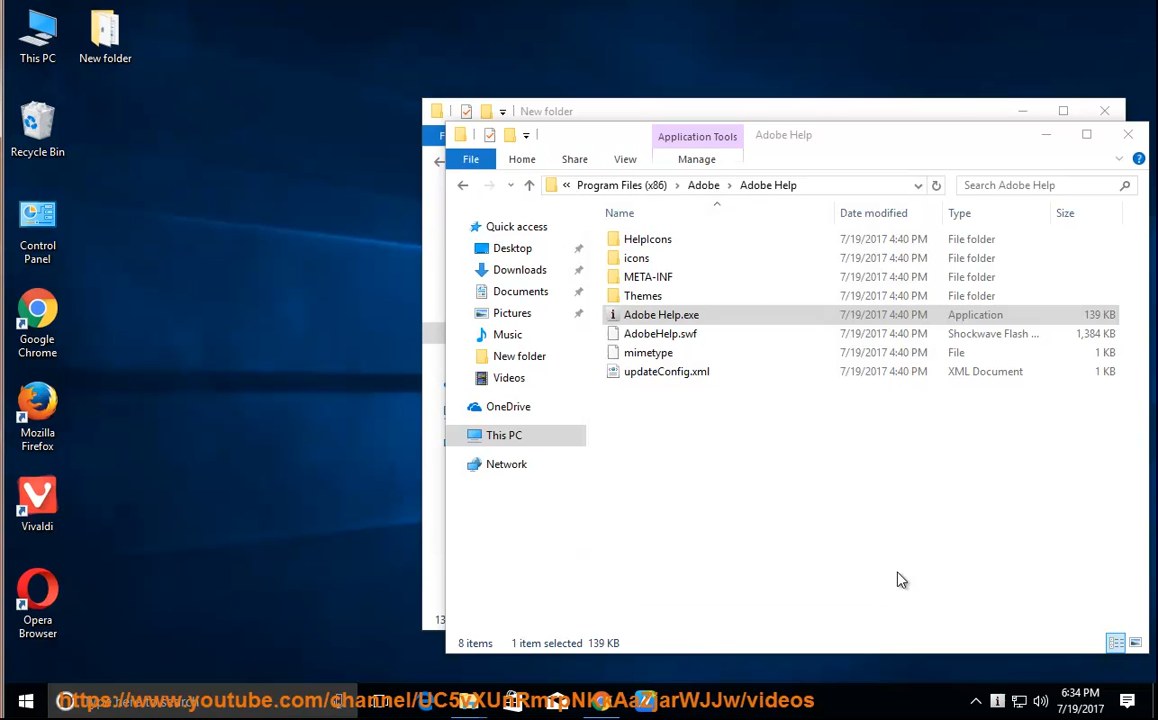 This PC
New folder
Recycle Bin
Control
Panel
Google
Chrome
Mozilla
Firefox
Vivaldi
Opera
Browser
New folder
Application Tools
Adobe Help
File
Home
Share
View
Manage
« Program Files (x86) > Adobe > Adobe Help
Search Adobe Help
Name
Date modified
Type
Size
Quick access
Desktop
Downloads
Documents
Pictures
Music
New folder
Videos
OneDrive
This PC
Network
HelpIcons 7/19/2017 4:40 PM File folder
icons 7/19/2017 4:40 PM File folder
META-INF 7/19/2017 4:40 PM File folder
Themes 7/19/2017 4:40 PM File folder
Adobe Help.exe 7/19/2017 4:40 PM Application 139 KB
AdobeHelp.swf 7/19/2017 4:40 PM Shockwave Flash ... 1,384 KB
mimetype 7/19/2017 4:40 PM File 1 KB
updateConfig.xml 7/19/2017 4:40 PM XML Document 1 KB
8 items 1 item selected 139 KB
13
6:34 PM
7/19/2017